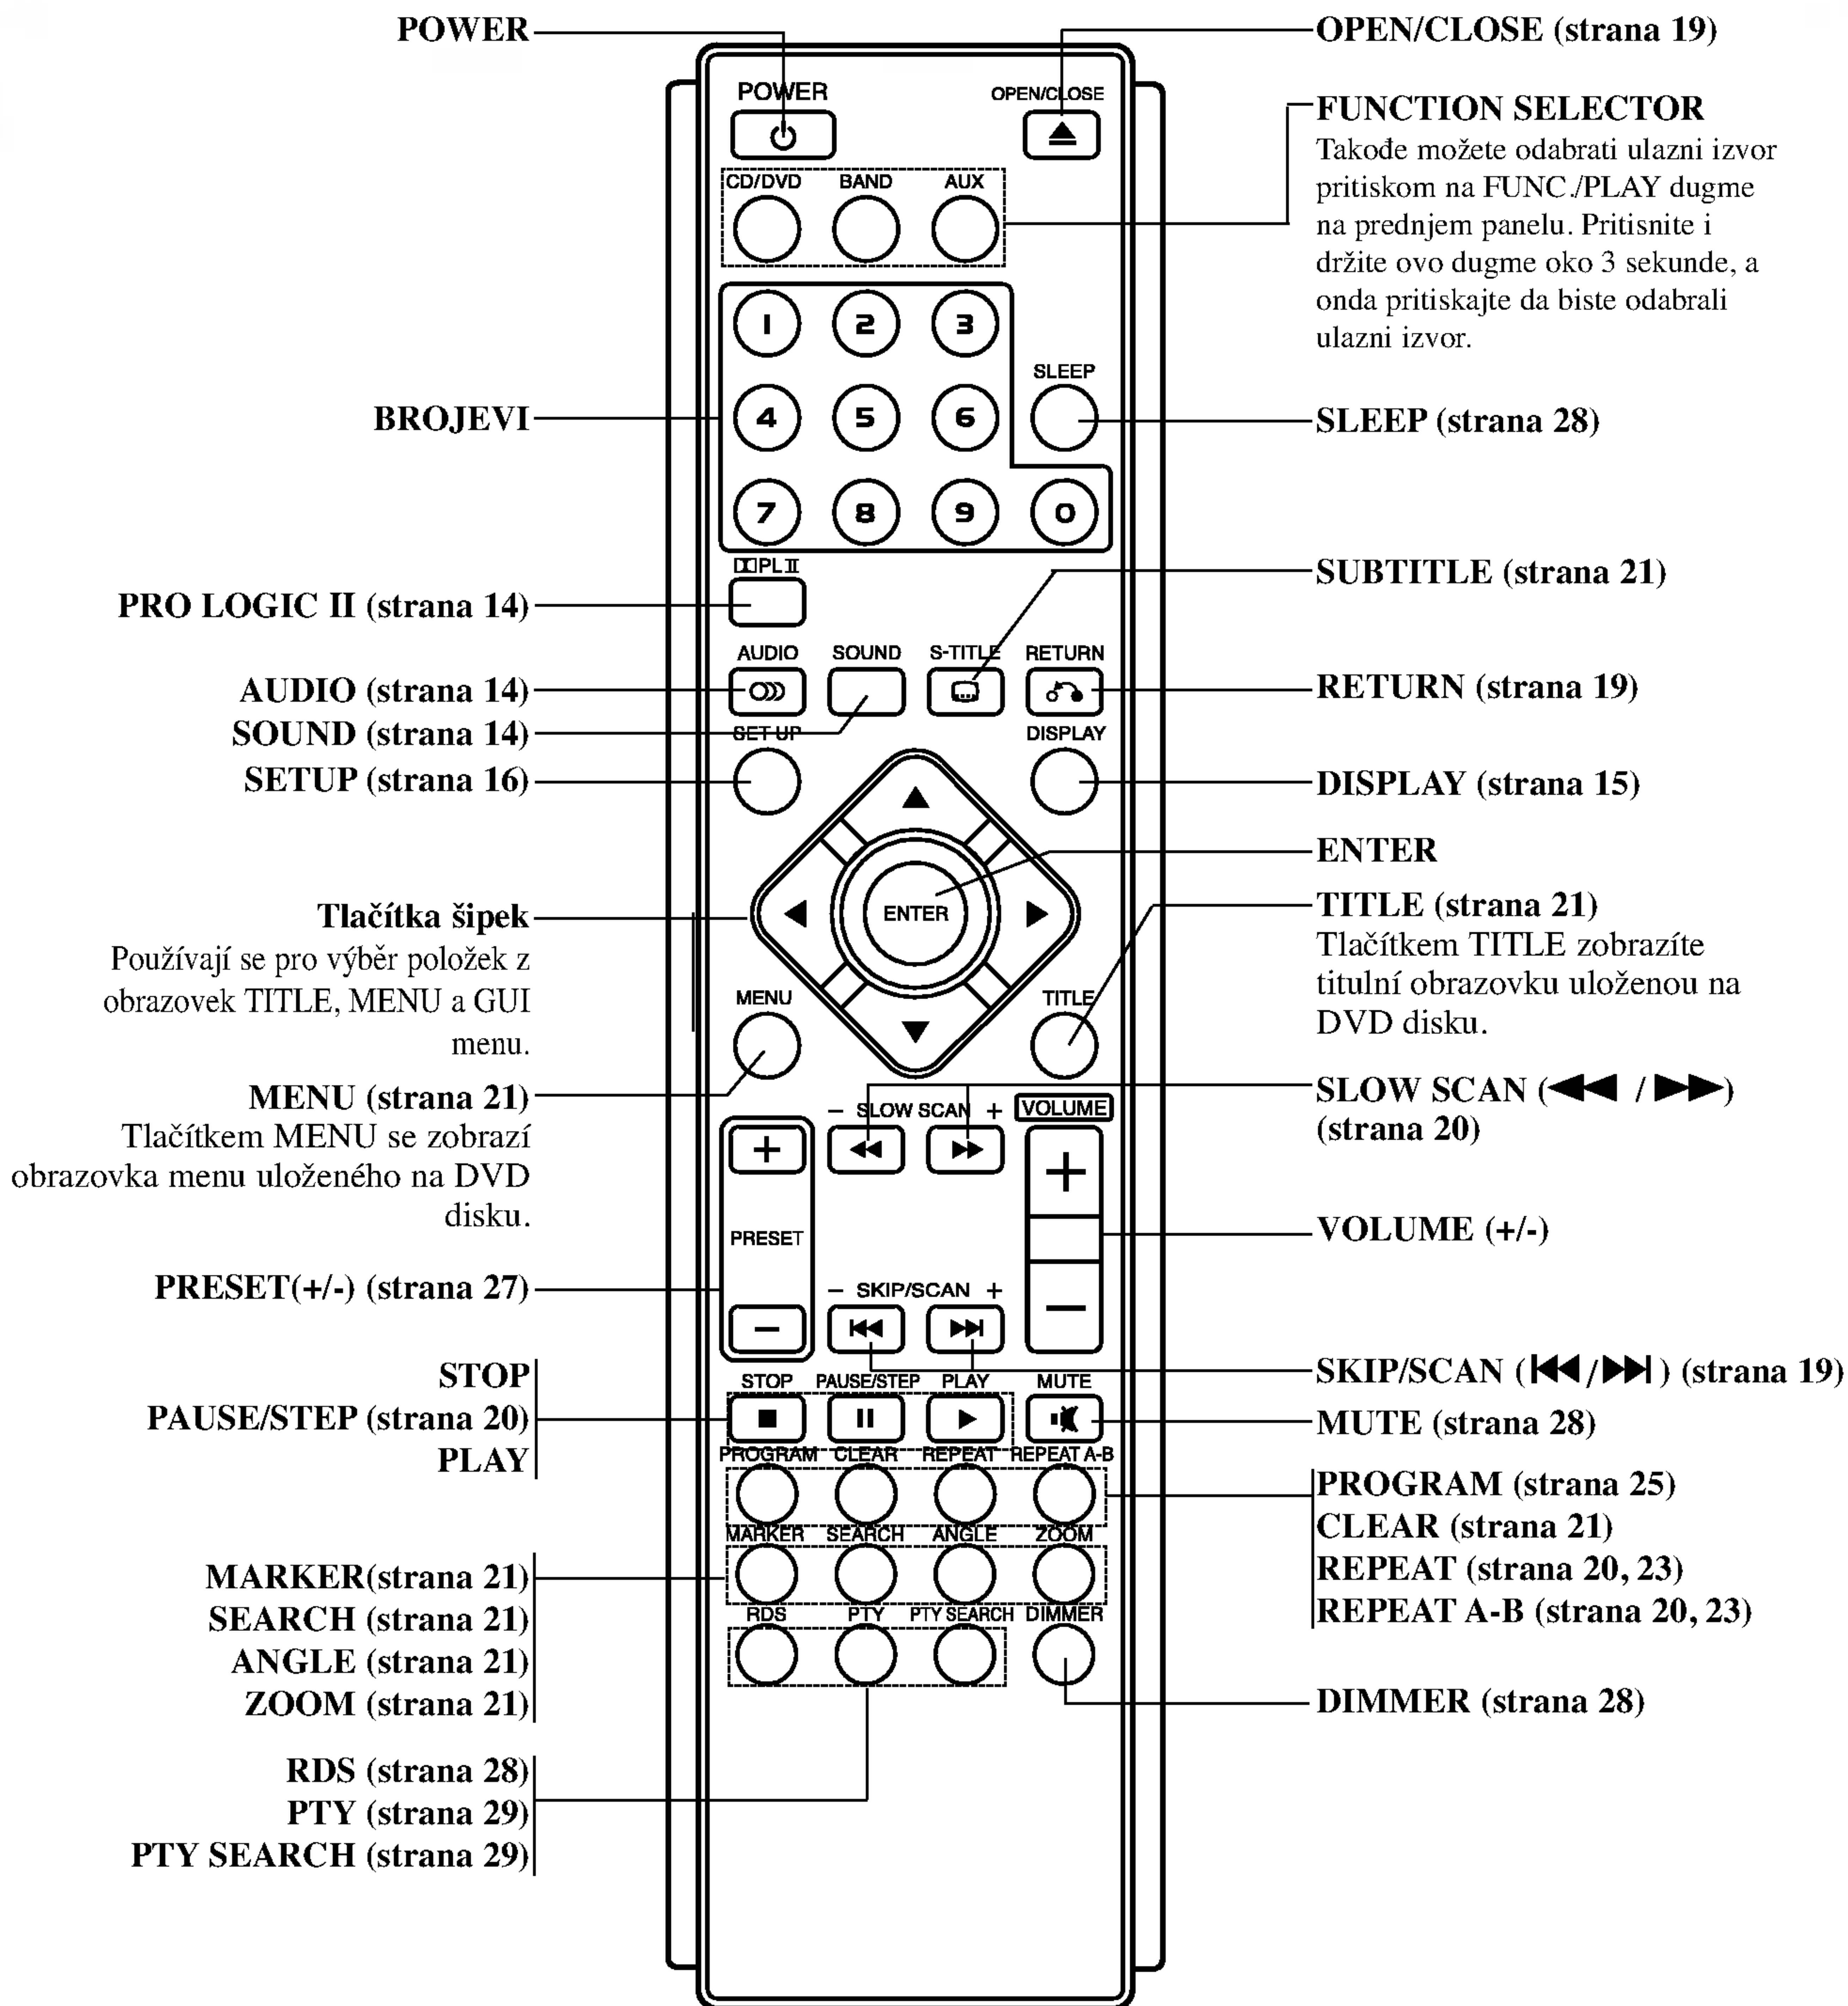 POWER
BROJEVI
PRO LOGIC II (strana 14)
AUDIO (strana 14)
SOUND (strana 14)
SETUP (strana 16)
Tlačítka šipek
Používají se pro výběr položek z
obrazovek TITLE, MENU a GUI
menu.
MENU (strana 21)
Tlačítkem MENU se zobrazí
obrazovka menu uloženého na DVD
disku.
PRESET(+/-) (strana 27)
STOP
PAUSE/STEP (strana 20)
PLAY
MARKER(strana 21)
SEARCH (strana 21)
ANGLE (strana 21)
ZOOM (strana 21)
RDS (strana 28)
PTY (strana 29)
PTY SEARCH (strana 29)
POWER OPEN/CLOSE
CD/DVD BAND AUX
1 2 3
SLEEP
4 5 6
7 8 9 0
PL II
AUDIO SOUND S-TITLE RETURN
SET UP DISPLAY
ENTER
MENU TITLE
- SLOW SCAN + VOLUME
+ +
PRESET
- SKIP/SCAN +
- -
STOP PAUSE/STEP PLAY MUTE
PROGRAM CLEAR REPEAT REPEAT A-B
MARKER SEARCH ANGLE ZOOM
RDS PTY PTY SEARCH DIMMER
OPEN/CLOSE (strana 19)
FUNCTION SELECTOR
Takođe možete odabrati ulazni izvor
pritiskom na FUNC./PLAY dugme
na prednjem panelu. Pritisnite i
držite ovo dugme oko 3 sekunde, a
onda pritiskajte da biste odabrali
ulazni izvor.
SLEEP (strana 28)
SUBTITLE (strana 21)
RETURN (strana 19)
DISPLAY (strana 15)
ENTER
TITLE (strana 21)
Tlačítkem TITLE zobrazíte
titulní obrazovku uloženou na
DVD disku.
SLOW SCAN (◀◀ / ▶▶)
(strana 20)
VOLUME (+/-)
SKIP/SCAN (⏮/⏭) (strana 19)
MUTE (strana 28)
PROGRAM (strana 25)
CLEAR (strana 21)
REPEAT (strana 20, 23)
REPEAT A-B (strana 20, 23)
DIMMER (strana 28)